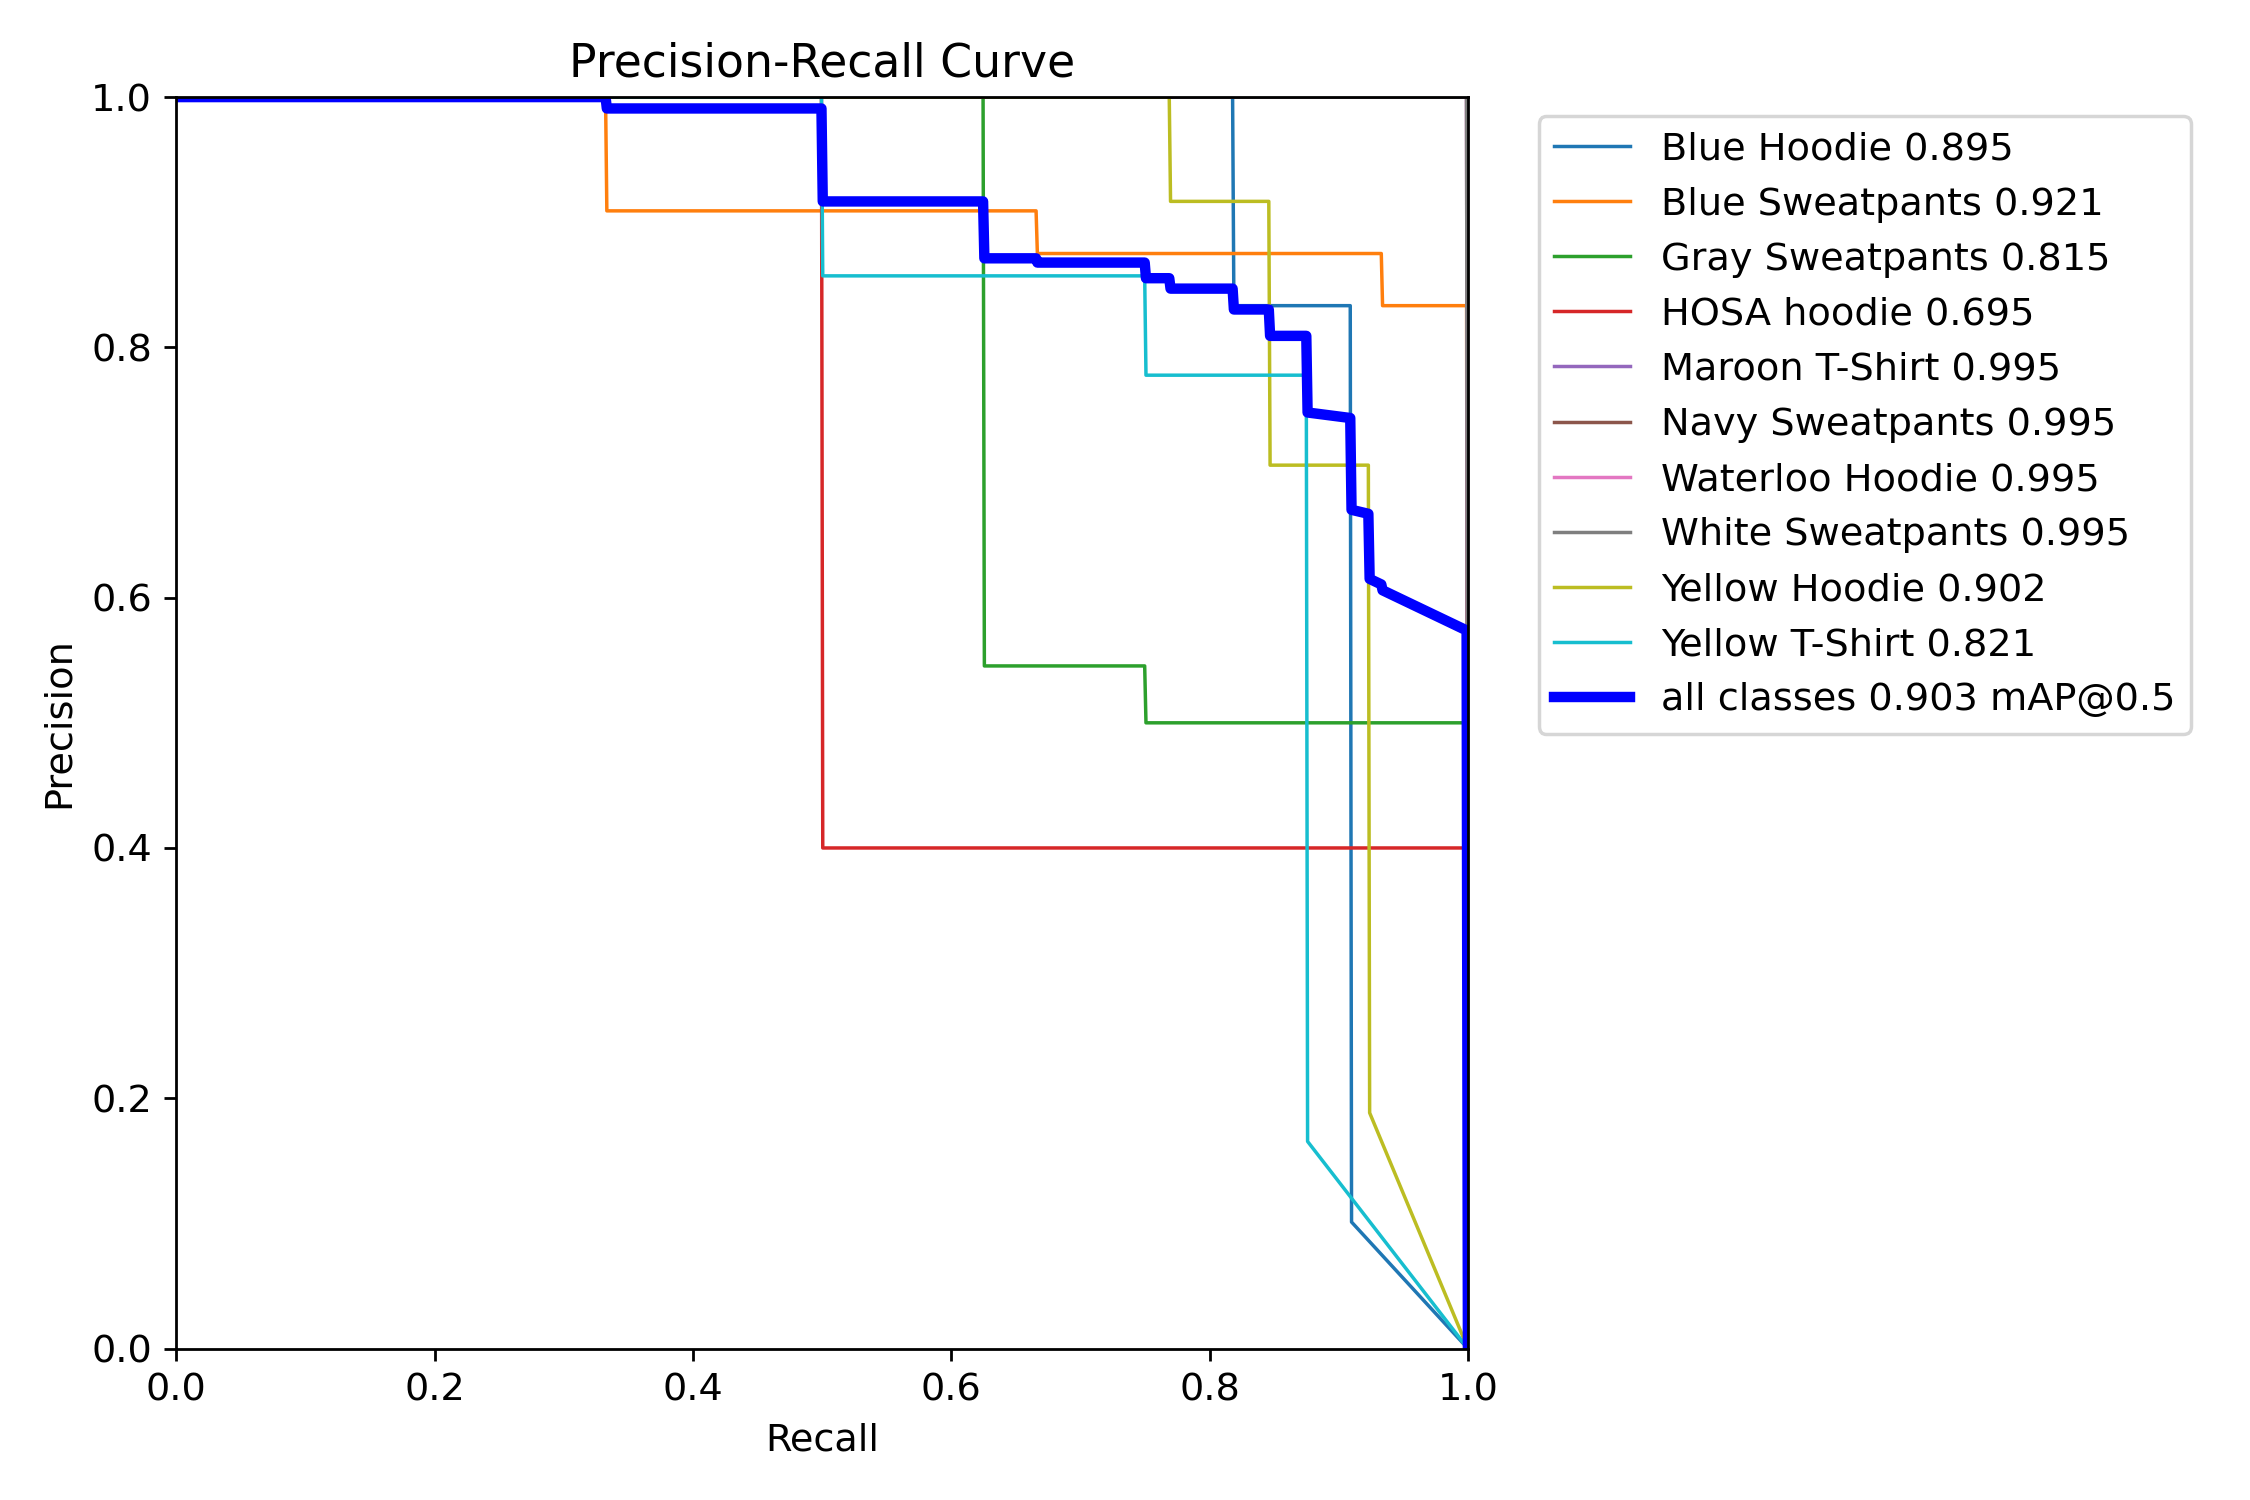 Precision-Recall Curve
1.0
0.8
0.6
0.4
0.2
0.0
Precision
0.0 0.2 0.4 0.6 0.8 1.0
Recall
Blue Hoodie 0.895
Blue Sweatpants 0.921
Gray Sweatpants 0.815
HOSA hoodie 0.695
Maroon T-Shirt 0.995
Navy Sweatpants 0.995
Waterloo Hoodie 0.995
White Sweatpants 0.995
Yellow Hoodie 0.902
Yellow T-Shirt 0.821
all classes 0.903 mAP@0.5